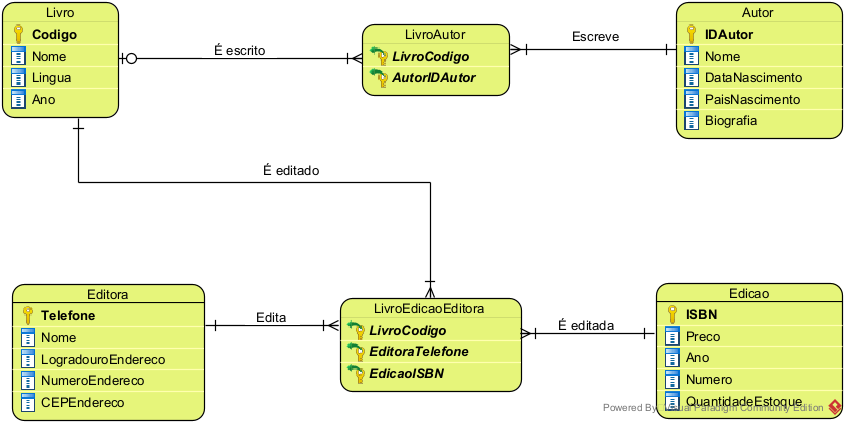 Livro
Codigo
Nome
Lingua
Ano
É escrito
LivroAutor
LivroCodigo
AutorIDAutor
Escreve
Autor
IDAutor
Nome
DataNascimento
PaisNascimento
Biografia
É editado
Editora
Telefone
Nome
LogradouroEndereco
NumeroEndereco
CEPEndereco
Edita
LivroEdicaoEditora
LivroCodigo
EditoraTelefone
EdicaoISBN
É editada
Edicao
ISBN
Preco
Ano
Numero
QuantidadeEstoque
Powered By Visual Paradigm Community Edition